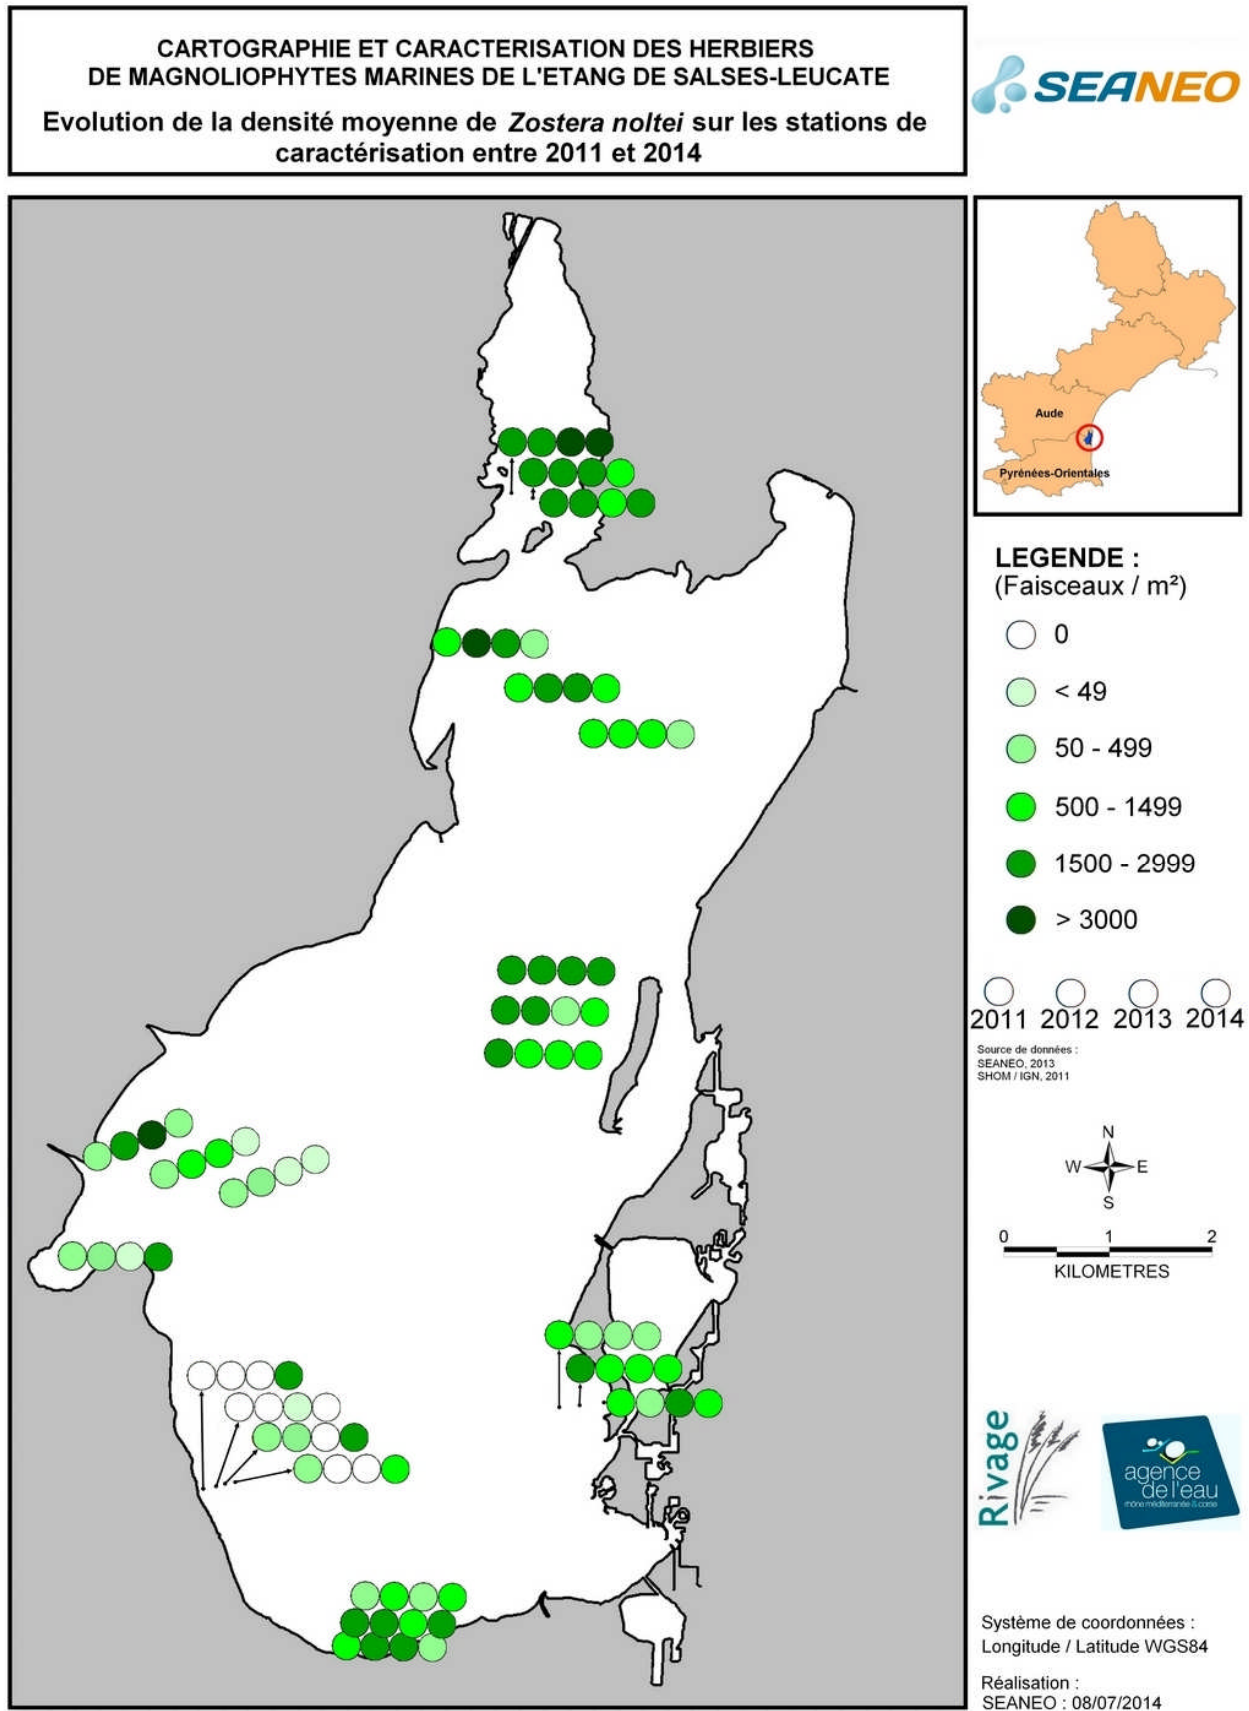 CARTOGRAPHIE ET CARACTERISATION DES HERBIERS
DE MAGNOLIOPHYTES MARINES DE L'ETANG DE SALSES-LEUCATE
Evolution de la densité moyenne de Zostera noltei sur les stations de
caractérisation entre 2011 et 2014
SEANEO
Aude
Pyrénées-Orientales
LEGENDE :
(Faisceaux / m²)
0
< 49
50 - 499
500 - 1499
1500 - 2999
> 3000
2011 2012 2013 2014
Source de données :
SEANEO, 2013
SHOM / IGN, 2011
N
W E
S
0 1 2
KILOMETRES
Rivage
agence
de l'eau
rhône méditerranée & corse
Système de coordonnées :
Longitude / Latitude WGS84
Réalisation :
SEANEO : 08/07/2014